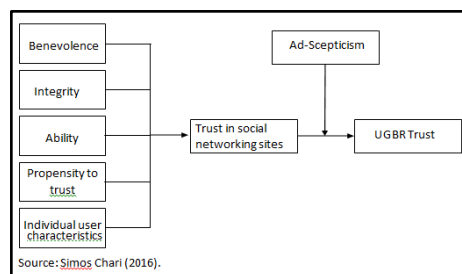 Benevolence
Ad-Scepticism
Integrity
Ability
Trust in social
networking sites
UGBR Trust
Propensity to
trust
Individual user
characteristics
Source: Simos Chari (2016).